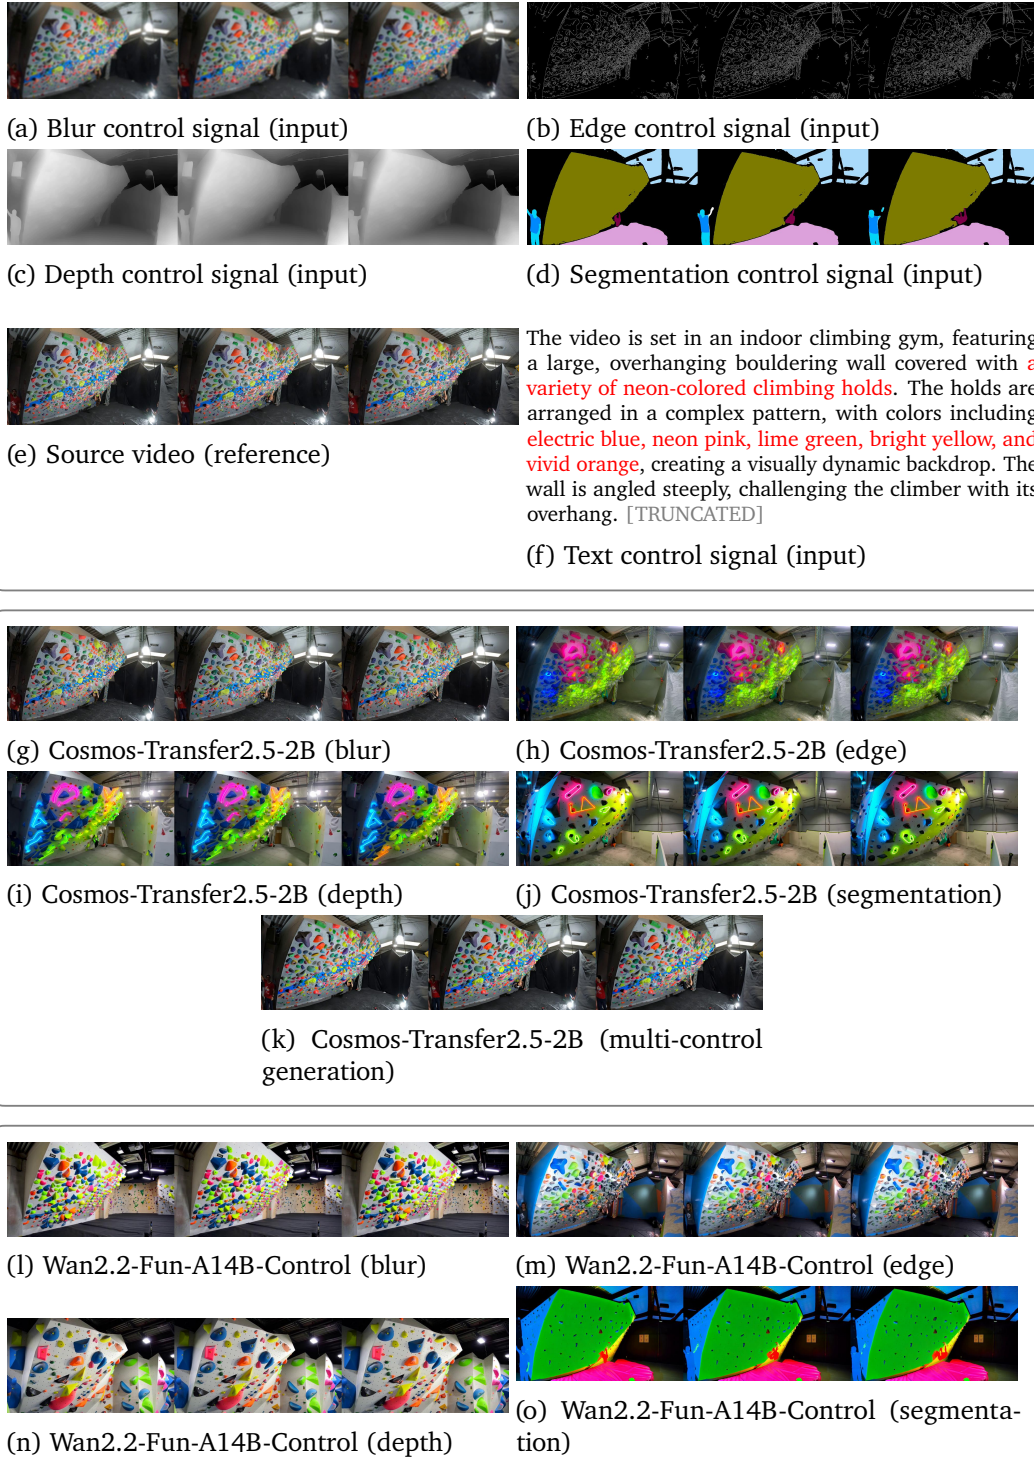 (a) Blur control signal (input)
(b) Edge control signal (input)
(c) Depth control signal (input)
(d) Segmentation control signal (input)
(e) Source video (reference)
The video is set in an indoor climbing gym, featuring
a large, overhanging bouldering wall covered with a
variety of neon-colored climbing holds. The holds are
arranged in a complex pattern, with colors including
electric blue, neon pink, lime green, bright yellow, and
vivid orange, creating a visually dynamic backdrop. The
wall is angled steeply, challenging the climber with its
overhang. [TRUNCATED]
(f) Text control signal (input)
(g) Cosmos-Transfer2.5-2B (blur)
(h) Cosmos-Transfer2.5-2B (edge)
(i) Cosmos-Transfer2.5-2B (depth)
(j) Cosmos-Transfer2.5-2B (segmentation)
(k) Cosmos-Transfer2.5-2B (multi-control
generation)
(l) Wan2.2-Fun-A14B-Control (blur)
(m) Wan2.2-Fun-A14B-Control (edge)
(n) Wan2.2-Fun-A14B-Control (depth)
(o) Wan2.2-Fun-A14B-Control (segmenta-
tion)